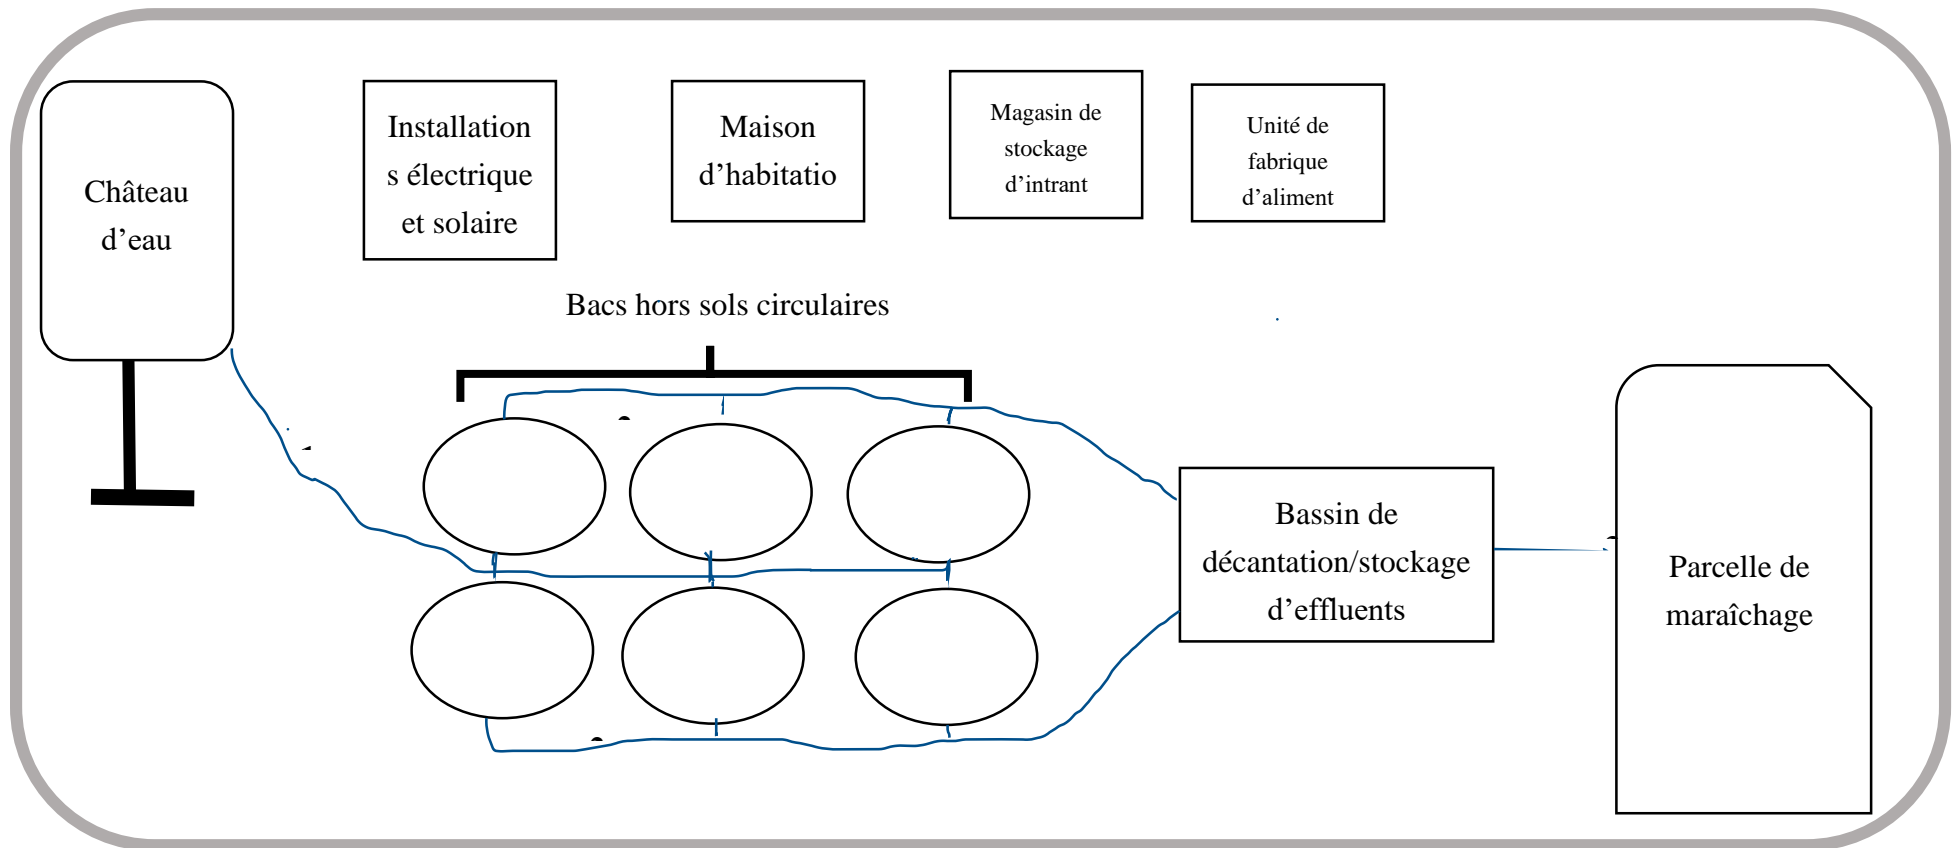 Château
d’eau
Installation
s électrique
et solaire
Maison
d’habitatio
Magasin de
stockage
d’intrant
Unité de
fabrique
d’aliment
Bacs hors sols circulaires
Bassin de
décantation/stockage
d’effluents
Parcelle de
maraîchage